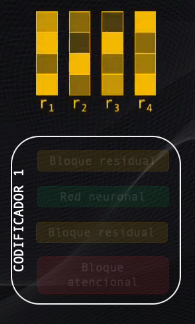 r1 r2 r3 r4
CODIFICADOR 1
Bloque residual
Red neuronal
Bloque residual
Bloque
atencional